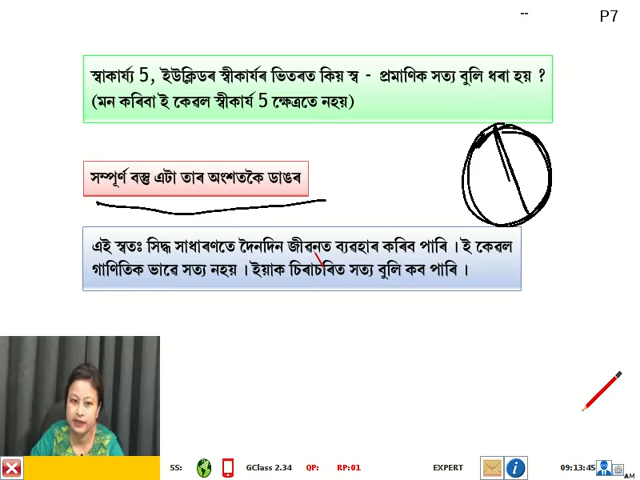 --
P7
স্বাকাৰ্য্য 5, ইউক্লিডৰ স্বীকাৰ্যৰ ভিতৰত কিয় স্ব - প্ৰমাণিক সত্য বুলি ধৰা হয় ?
(মন কৰিবা ই কেৱল স্বীকাৰ্য 5 ক্ষেত্ৰতে নহয়)
সম্পূৰ্ণ বস্তু এটা তাৰ অংশতকৈ ডাঙৰ
এই স্বতঃ সিদ্ধ সাধাৰণতে দৈনদিন জীৱনত ব্যৱহাৰ কৰিব পাৰি । ই কেৱল
গাণিতিক ভাৱে সত্য নহয় । ইয়াক চিৰাচৰিত সত্য বুলি কব পাৰি ।
SS: GClass 2.34 QP: RP:01 EXPERT 09:13:45 AM